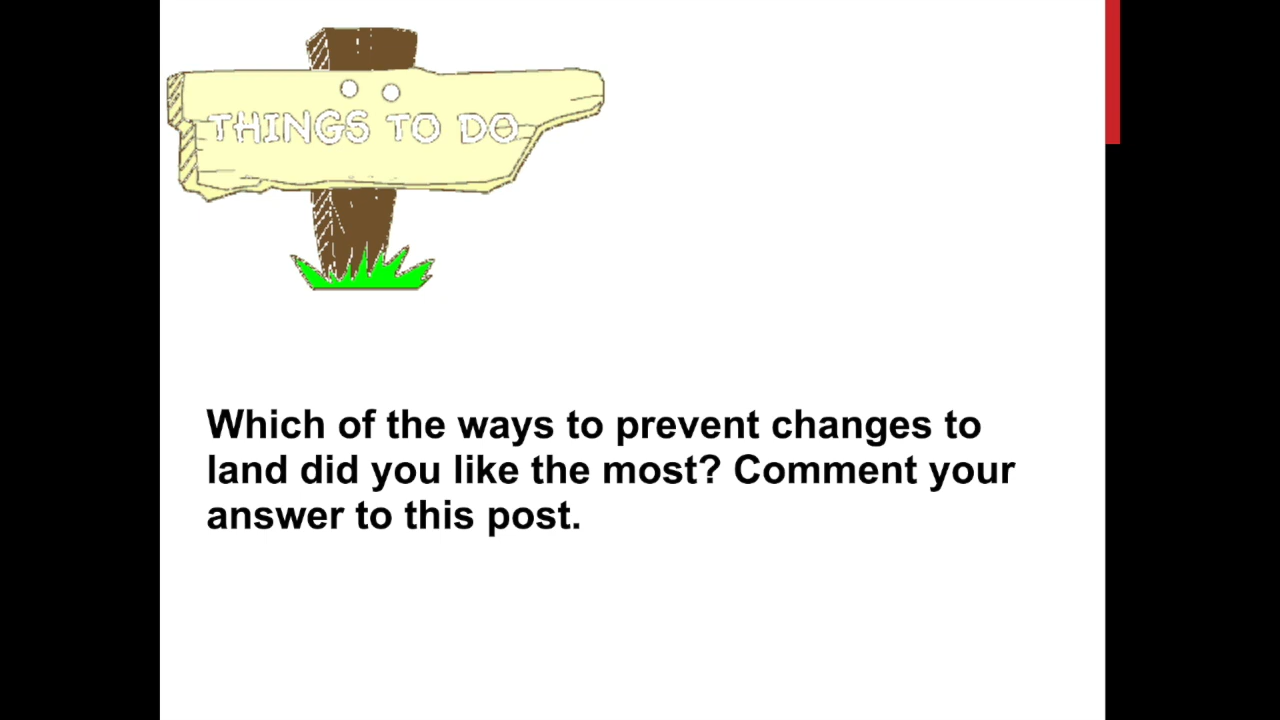 THINGS TO DO
Which of the ways to prevent changes to
land did you like the most? Comment your
answer to this post.